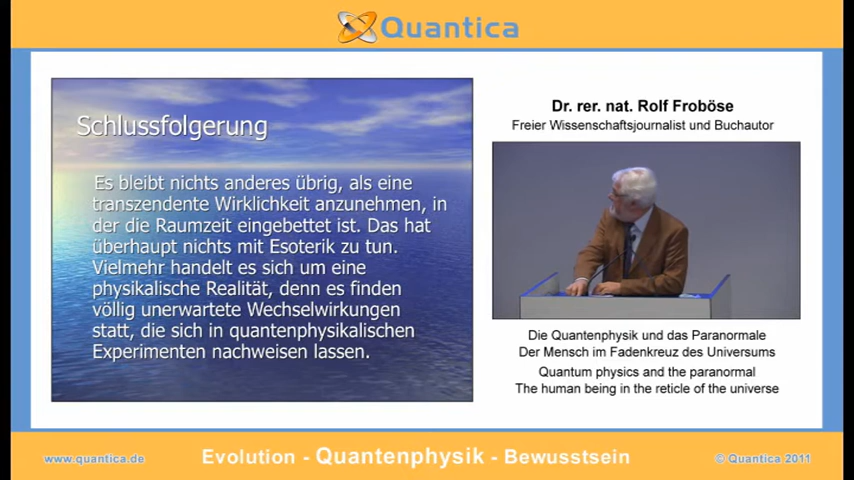 Quantica
Schlussfolgerung
Es bleibt nichts anderes übrig, als eine
transzendente Wirklichkeit anzunehmen, in
der die Raumzeit eingebettet ist. Das hat
überhaupt nichts mit Esoterik zu tun.
Vielmehr handelt es sich um eine
physikalische Realität, denn es finden
völlig unerwartete Wechselwirkungen
statt, die sich in quantenphysikalischen
Experimenten nachweisen lassen.
Dr. rer. nat. Rolf Froböse
Freier Wissenschaftsjournalist und Buchautor
Die Quantenphysik und das Paranormale
Der Mensch im Fadenkreuz des Universums
Quantum physics and the paranormal
The human being in the reticle of the universe
www.quantica.de
Evolution - Quantenphysik - Bewusstsein
© Quantica 2011